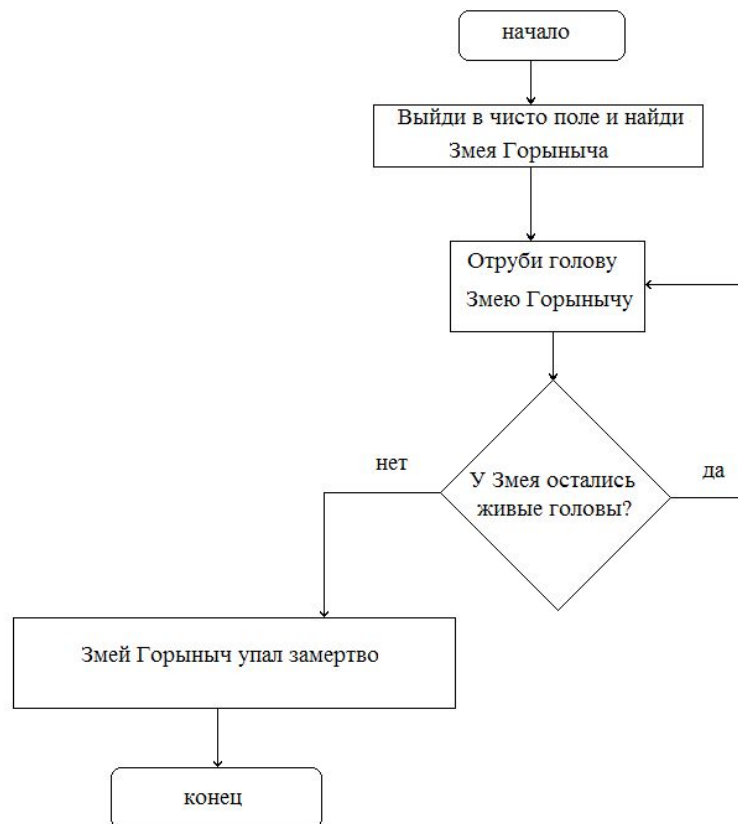 начало
Выйди в чисто поле и найди
Змея Горыныча
Отруби голову
Змею Горынычу
нет
да
У Змея остались
живые головы?
Змей Горыныч упал замертво
конец